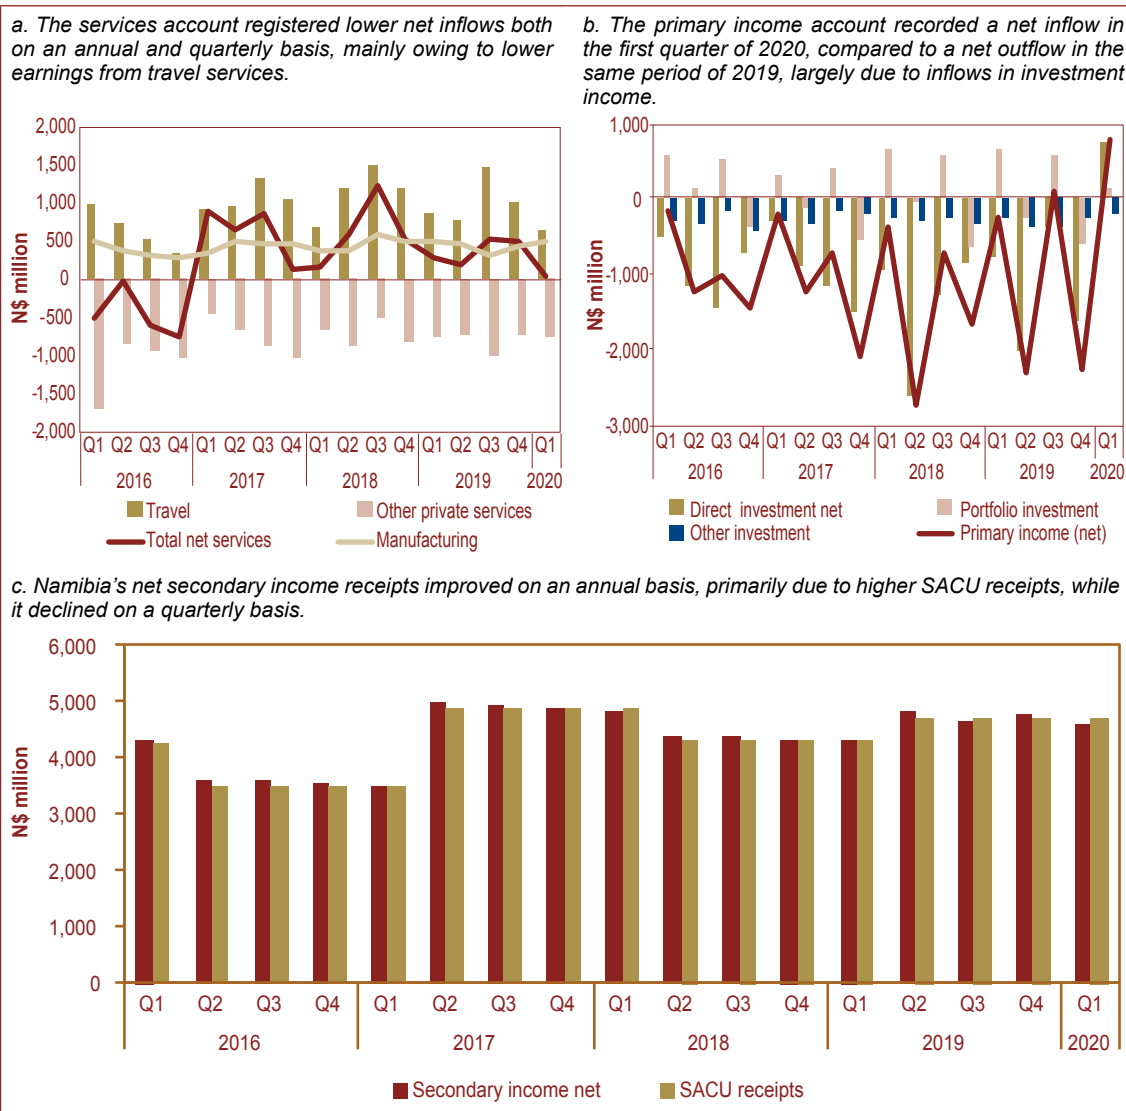 a. The services account registered lower net inflows both
on an annual and quarterly basis, mainly owing to lower
earnings from travel services.
2,000
1,500
1,000
500
0
-500
-1,000
-1,500
-2,000
N$ million
Q1 Q2 Q3 Q4 Q1 Q2 Q3 Q4 Q1 Q2 Q3 Q4 Q1 Q2 Q3 Q4 Q1
2016 2017 2018 2019 2020
Travel Other private services
Total net services Manufacturing
b. The primary income account recorded a net inflow in
the first quarter of 2020, compared to a net outflow in the
same period of 2019, largely due to inflows in investment
income.
1,000
0
-1,000
-2,000
-3,000
N$ million
Q1 Q2 Q3 Q4 Q1 Q2 Q3 Q4 Q1 Q2 Q3 Q4 Q1 Q2 Q3 Q4 Q1
2016 2017 2018 2019 2020
Direct investment net Portfolio investment
Other investment Primary income (net)
c. Namibia's net secondary income receipts improved on an annual basis, primarily due to higher SACU receipts, while
it declined on a quarterly basis.
6,000
5,000
4,000
3,000
2,000
1,000
0
N$ million
Q1 Q2 Q3 Q4 Q1 Q2 Q3 Q4 Q1 Q2 Q3 Q4 Q1 Q2 Q3 Q4 Q1
2016 2017 2018 2019 2020
Secondary income net SACU receipts